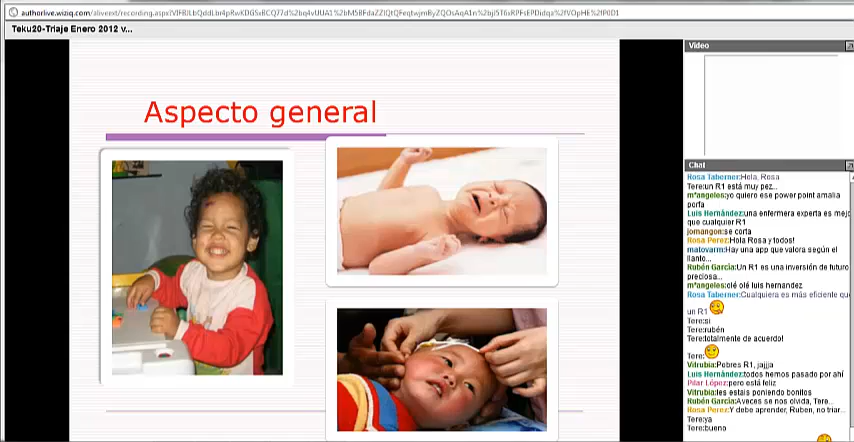 authorlive.wiziq.com/aliveext/recording.aspx?
Teku20-Triaje Enero 2012 v...
Aspecto general
Video
Chat
Rosa Taberner:Hola, Rosa
Tere:un R1 está muy pez...
mªangeles:yo quiero ese power point amalia
porfa
Luis Hernández:una enfermera experta es mejo
que cualquier R1
jomangon:se corta
Rosa Perez:Hola Rosa y todos!
matovarm:Hay una app que valora según el
llanto...
Rubén García:Un R1 es una inversión de futuro
preciosa...
mªangeles:olé olé luis hernandez
Rosa Taberner:Cualquiera es más eficiente que
un R1
Tere:si
Tere:rubén
Tere:totalmente de acuerdo!
Tere:
Vitrubia:Pobres R1, jajjja
Luis Hernández:todos hemos pasado por ahí
Pilar López:pero está feliz
Vitrubia:les estais poniendo bonitos
Rubén García:Aveces se nos olvida, Tere...
Rosa Perez:Y debe aprender, Ruben, no triar...
Tere:ya
Tere:bueno